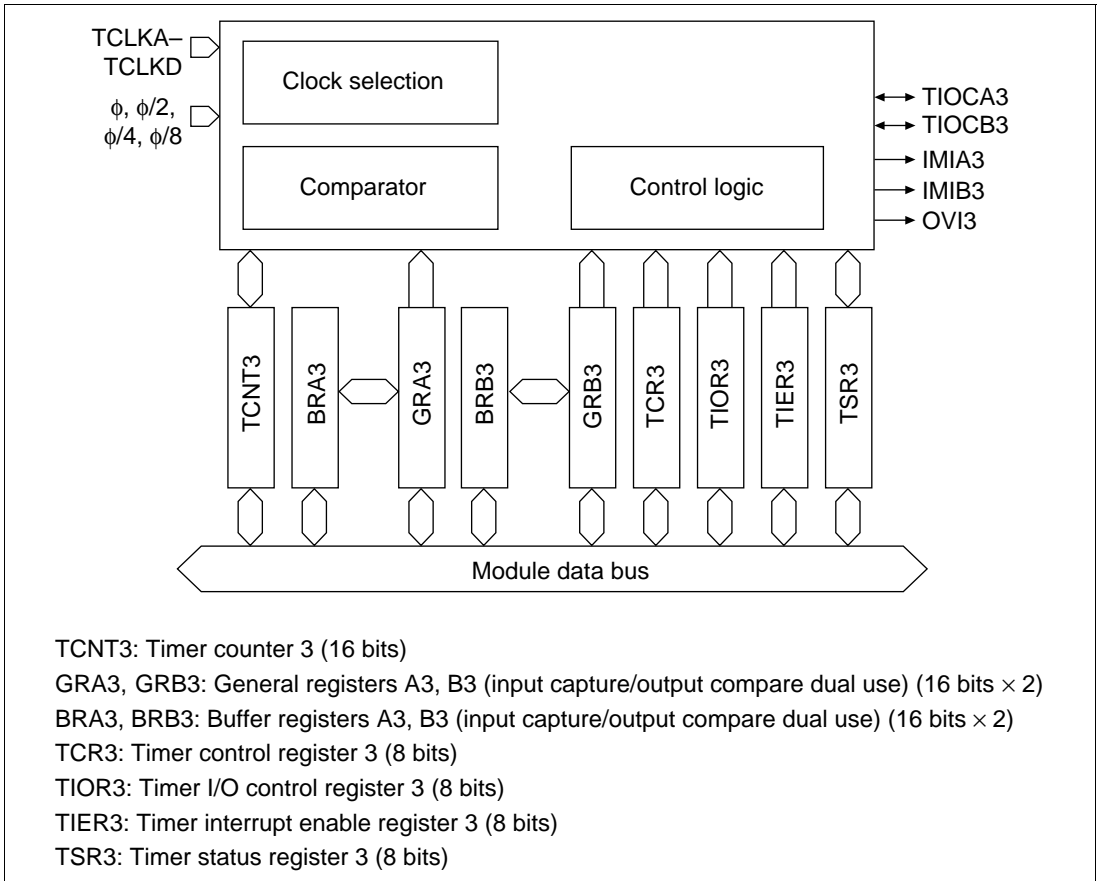 TCLKA–
TCLKD
ϕ, ϕ/2,
ϕ/4, ϕ/8
Clock selection
Comparator
Control logic
TIOCA3
TIOCB3
IMIA3
IMIB3
OVI3
TCNT3
BRA3
GRA3
BRB3
GRB3
TCR3
TIOR3
TIER3
TSR3
Module data bus
TCNT3: Timer counter 3 (16 bits)
GRA3, GRB3: General registers A3, B3 (input capture/output compare dual use) (16 bits × 2)
BRA3, BRB3: Buffer registers A3, B3 (input capture/output compare dual use) (16 bits × 2)
TCR3: Timer control register 3 (8 bits)
TIOR3: Timer I/O control register 3 (8 bits)
TIER3: Timer interrupt enable register 3 (8 bits)
TSR3: Timer status register 3 (8 bits)